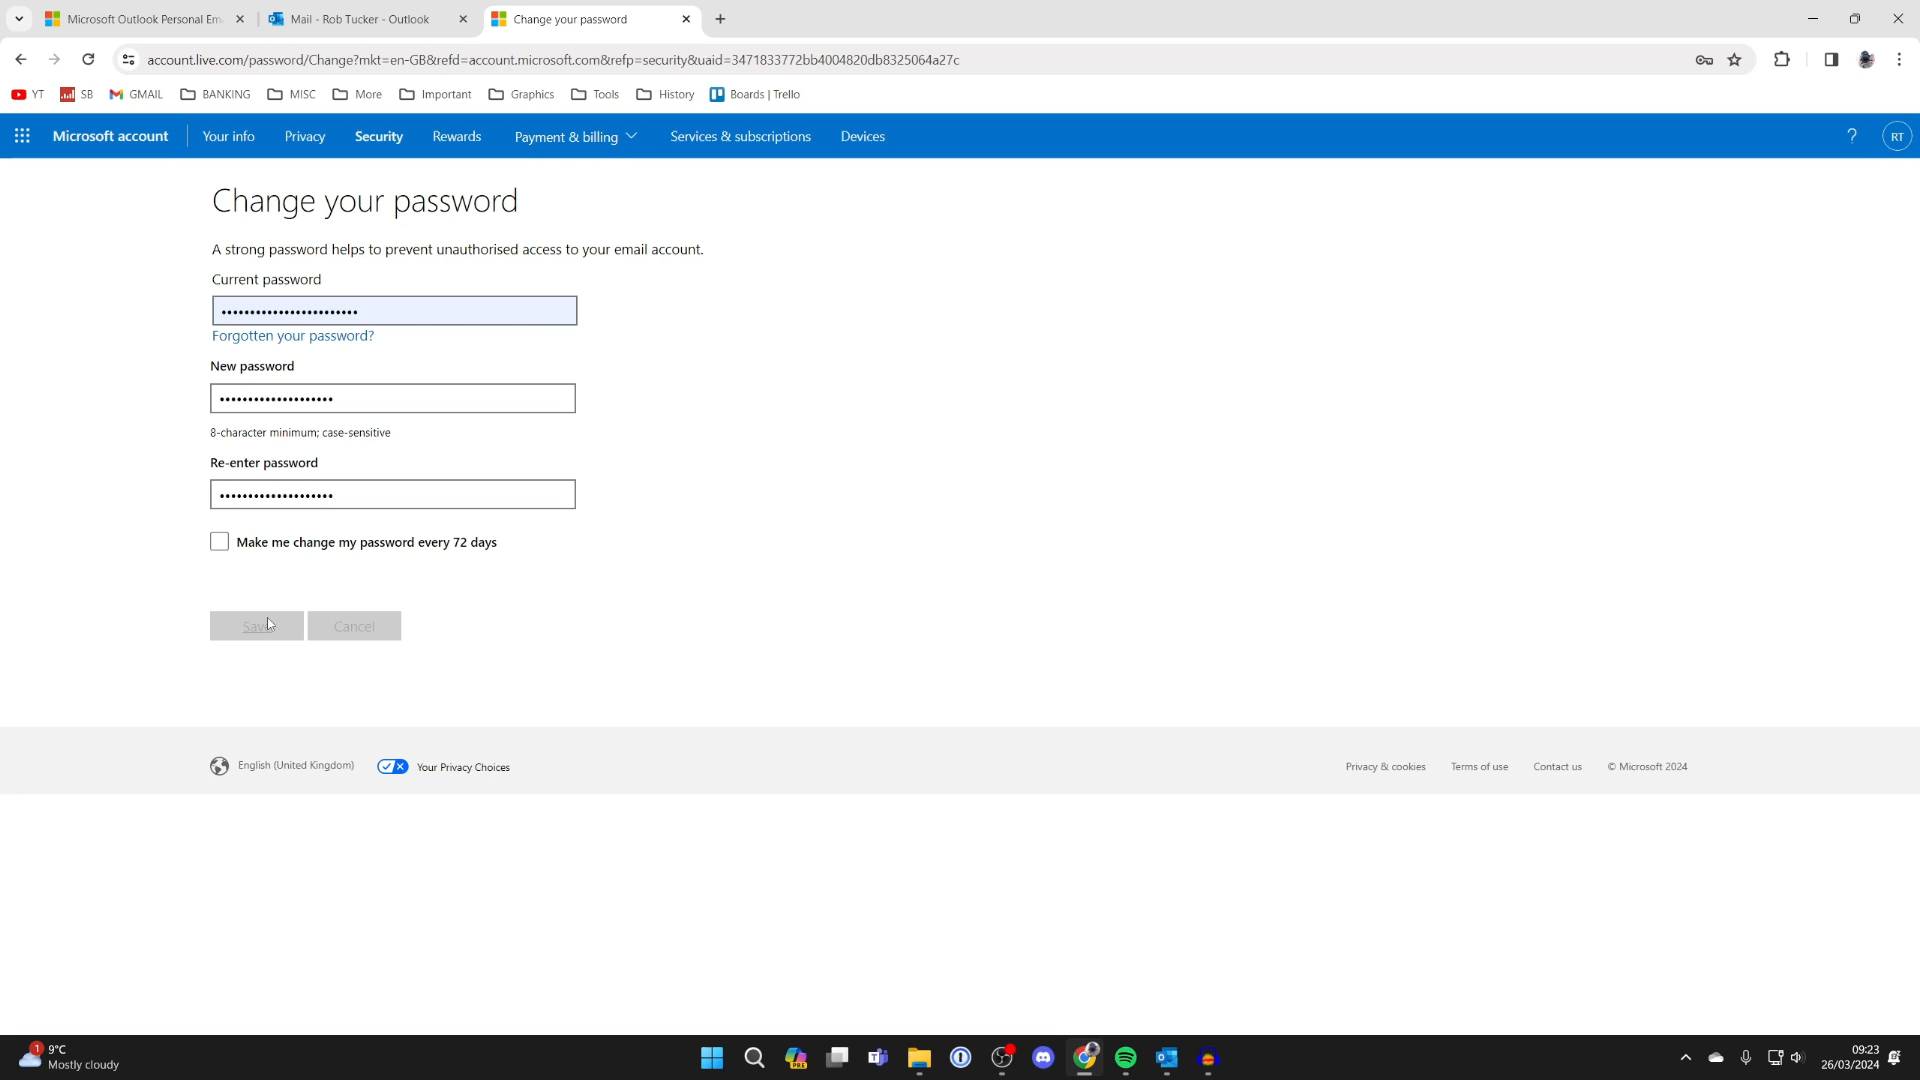 Microsoft Outlook Personal Em
Mail - Rob Tucker - Outlook
Change your password
account.live.com/password/Change?mkt=en-GB&refd=account.microsoft.com&refp=security&uaid=3471833772bb4004820db8325064a27c
YT
SB
GMAIL
BANKING
MISC
More
Important
Graphics
Tools
History
Boards | Trello
Microsoft account
Your info
Privacy
Security
Rewards
Payment & billing
Services & subscriptions
Devices
?
RT
Change your password
A strong password helps to prevent unauthorised access to your email account.
Current password
Forgotten your password?
New password
8-character minimum; case-sensitive
Re-enter password
Make me change my password every 72 days
Save
Cancel
English (United Kingdom)
Your Privacy Choices
Privacy & cookies
Terms of use
Contact us
© Microsoft 2024
1
9°C
Mostly cloudy
PRE
09:23
26/03/2024